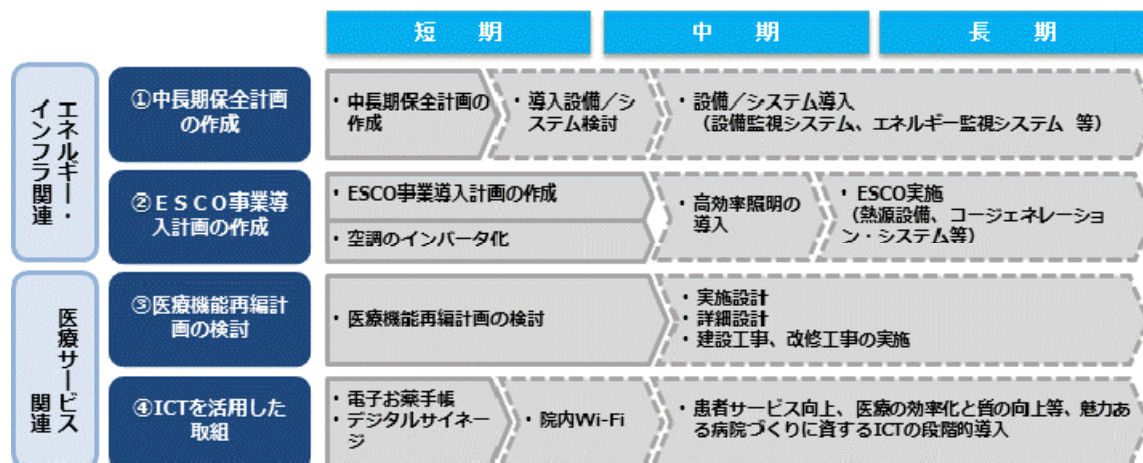 短 期
中 期
長 期
エネルギー・
インフラ関連
①中長期保全計画
の作成
・ 中長期保全計画の
作成
・ 導入設備/シ
ステム検討
・ 設備/システム導入
（設備監視システム、エネルギー監視システム 等）
②ＥＳＣＯ事業導
入計画の作成
・ ESCO事業導入計画の作成
・ 空調のインバータ化
・ 高効率照明の
導入
・ ESCO実施
（熱源設備、コージェネレーショ
ン・システム等）
医療サービス
関連
③医療機能再編計
画の検討
・ 医療機能再編計画の検討
・ 実施設計
・ 詳細設計
・ 建設工事、改修工事の実施
④ICTを活用した
取組
・ 電子お薬手帳
・ デジタルサイネー
ジ
・ 院内Wi-Fi
・ 患者サービス向上、医療の効率化と質の向上等、魅力あ
る病院づくりに資するICTの段階的導入